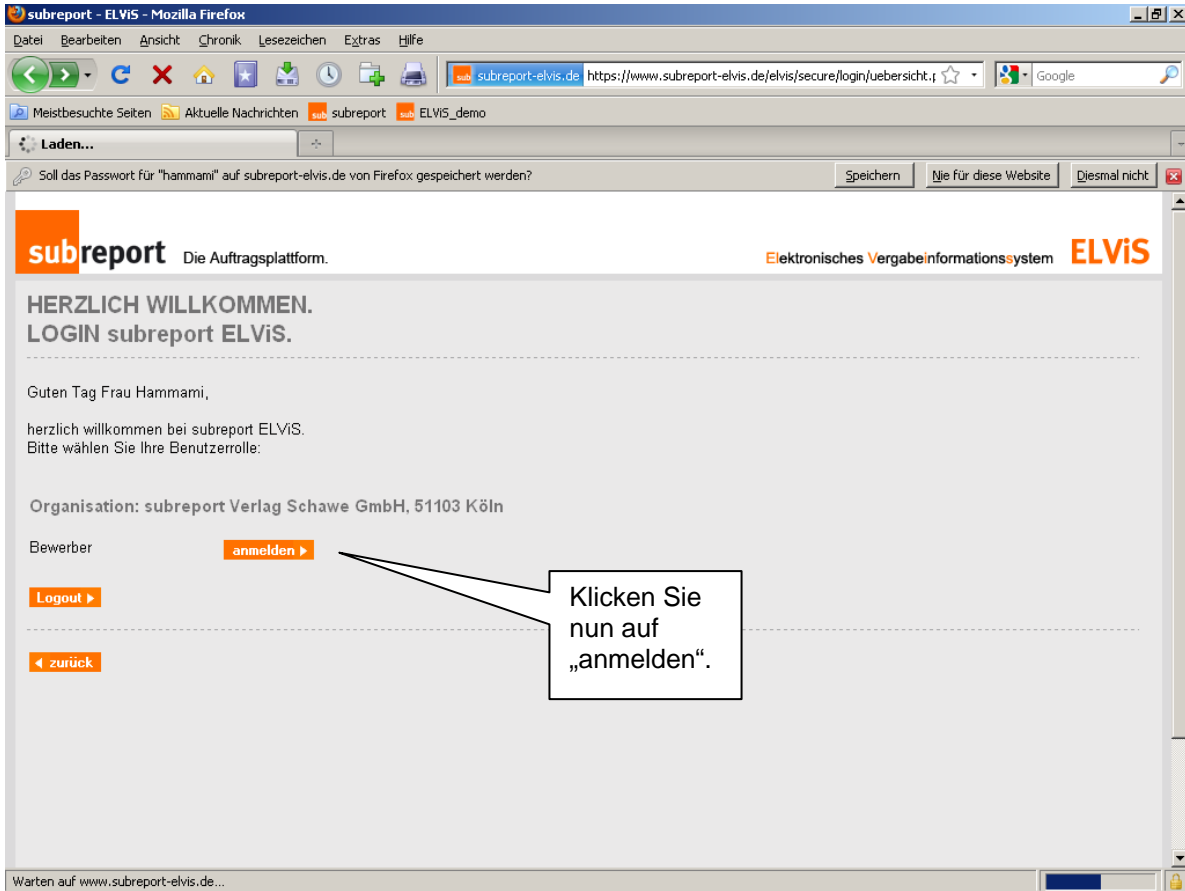 subreport - ELViS - Mozilla Firefox
Datei Bearbeiten Ansicht Chronik Lesezeichen Extras Hilfe
sub subreport-elvis.de https://www.subreport-elvis.de/elvis/secure/login/uebersicht. Google
Meistbesuchte Seiten Aktuelle Nachrichten sub subreport sub ELViS_demo
Laden...
Soll das Passwort für "hammami" auf subreport-elvis.de von Firefox gespeichert werden? Speichern Nie für diese Website Diesmal nicht
subreport Die Auftragsplattform. Elektronisches Vergabeinformationssystem ELViS
HERZLICH WILLKOMMEN.
LOGIN subreport ELViS.
Guten Tag Frau Hammami,
herzlich willkommen bei subreport ELViS.
Bitte wählen Sie Ihre Benutzerrolle:
Organisation: subreport Verlag Schawe GmbH, 51103 Köln
Bewerber anmelden
Klicken Sie
nun auf
„anmelden“.
Logout
zurück
Warten auf www.subreport-elvis.de...